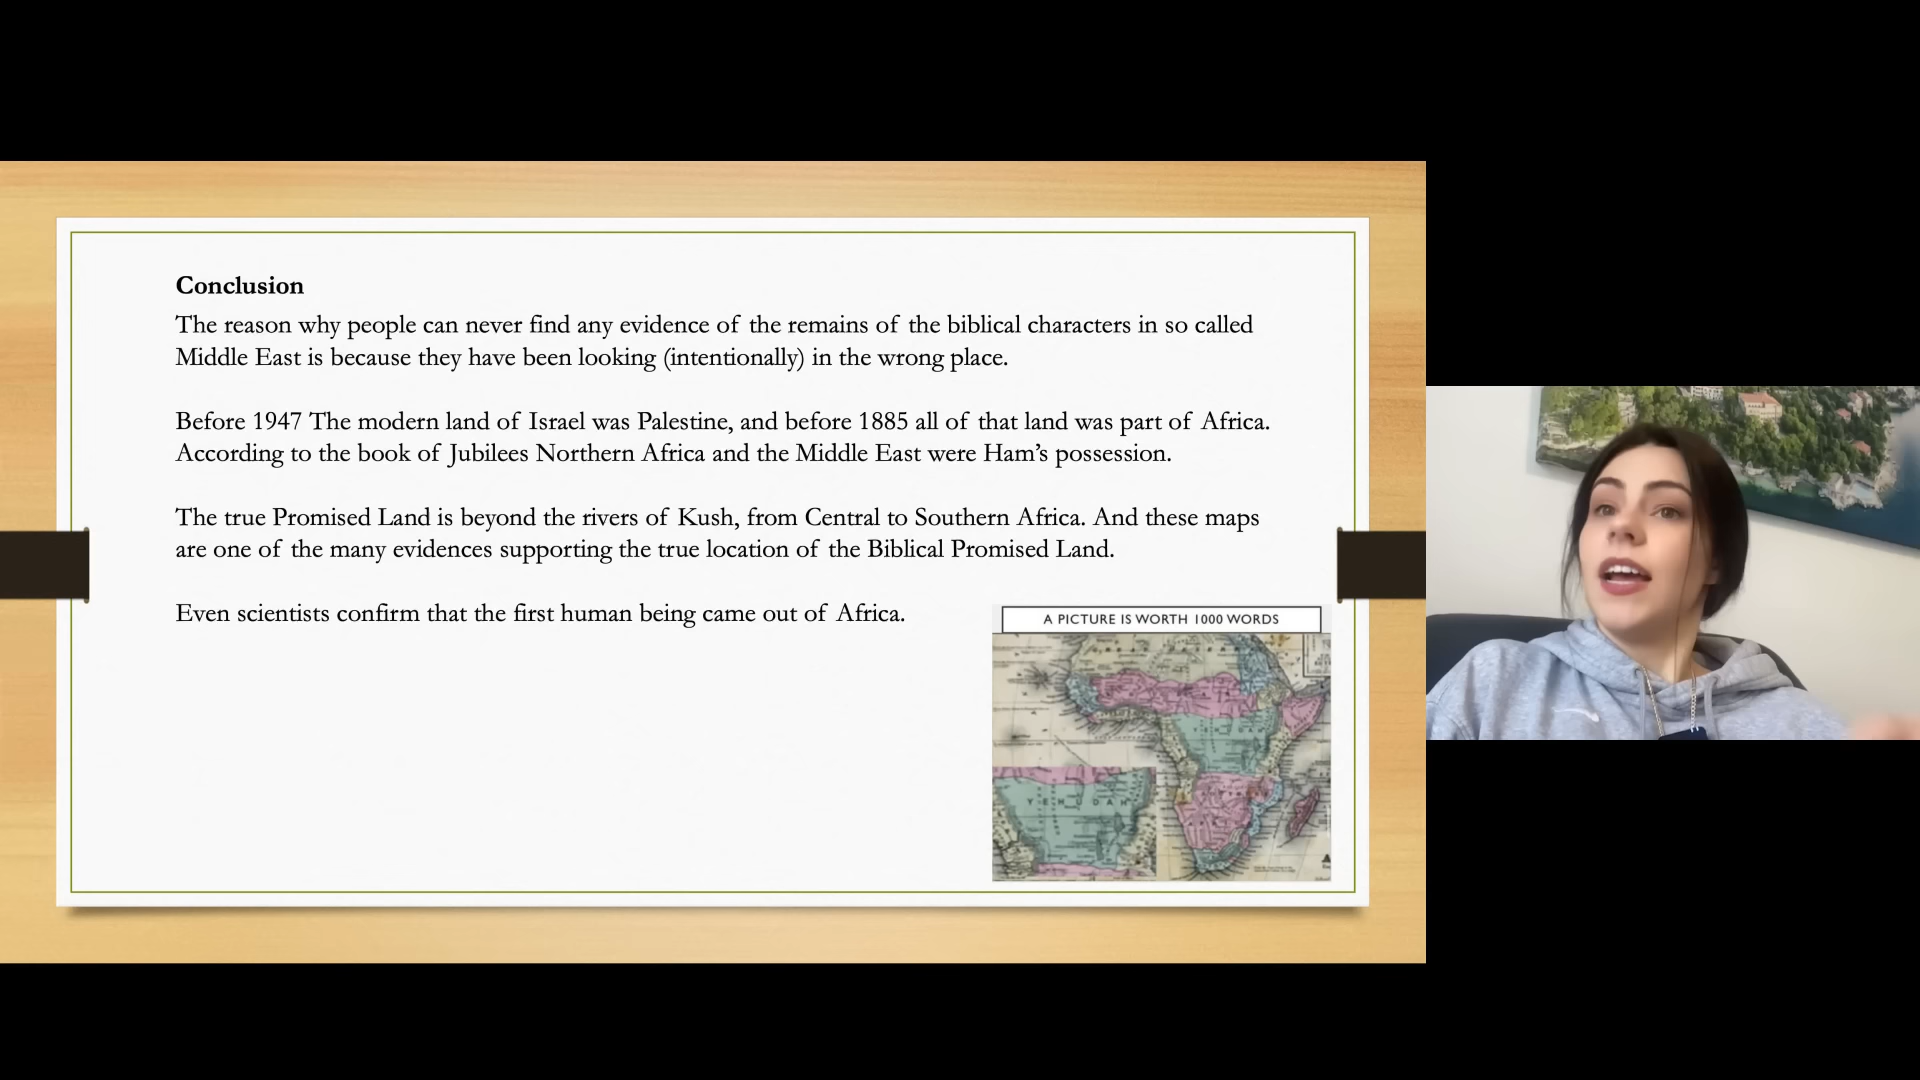 Conclusion
The reason why people can never find any evidence of the remains of the biblical characters in so called
Middle East is because they have been looking (intentionally) in the wrong place.
Before 1947 The modern land of Israel was Palestine, and before 1885 all of that land was part of Africa.
According to the book of Jubilees Northern Africa and the Middle East were Ham’s possession.
The true Promised Land is beyond the rivers of Kush, from Central to Southern Africa. And these maps
are one of the many evidences supporting the true location of the Biblical Promised Land.
Even scientists confirm that the first human being came out of Africa.
A PICTURE IS WORTH 1000 WORDS
YEHUDAH
YEHUDAH